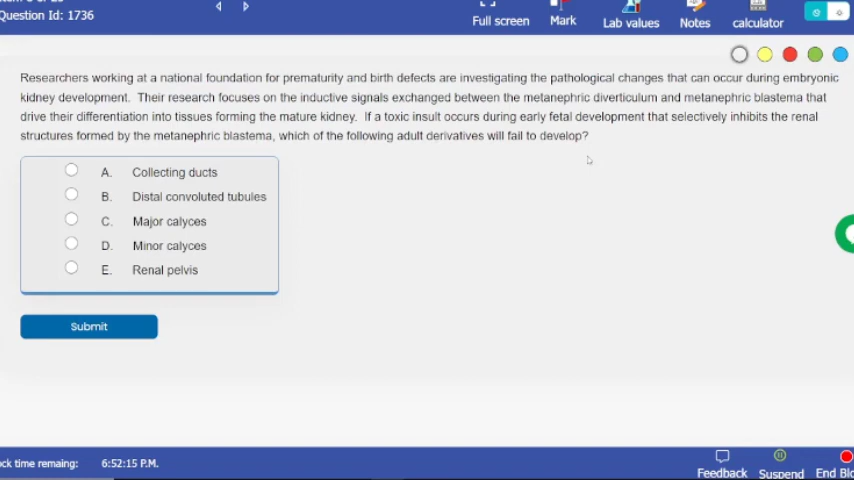 Question Id: 1736
Full screen
Mark
Lab values
Notes
calculator
Researchers working at a national foundation for prematurity and birth defects are investigating the pathological changes that can occur during embryonic
kidney development. Their research focuses on the inductive signals exchanged between the metanephric diverticulum and metanephric blastema that
drive their differentiation into tissues forming the mature kidney. If a toxic insult occurs during early fetal development that selectively inhibits the renal
structures formed by the metanephric blastema, which of the following adult derivatives will fail to develop?
A. Collecting ducts
B. Distal convoluted tubules
C. Major calyces
D. Minor calyces
E. Renal pelvis
Submit
ck time remaing: 6:52:15 P.M.
Feedback
Suspend
End Blo